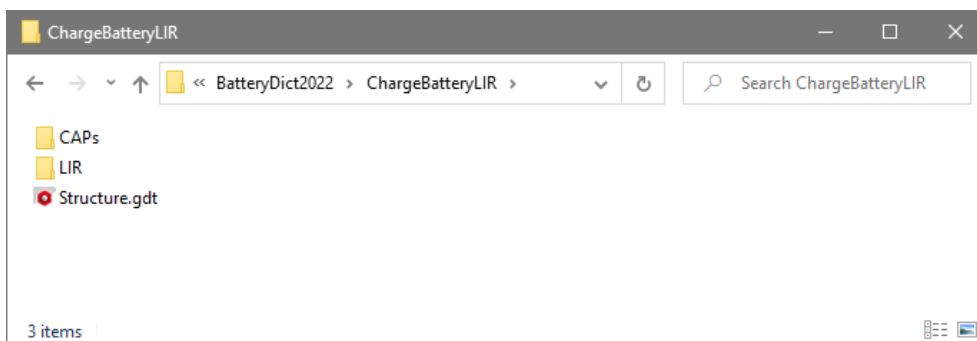 ChargeBatteryLIR
« BatteryDict2022 > ChargeBatteryLIR > Search ChargeBatteryLIR
CAPs
LIR
Structure.gdt
3 items